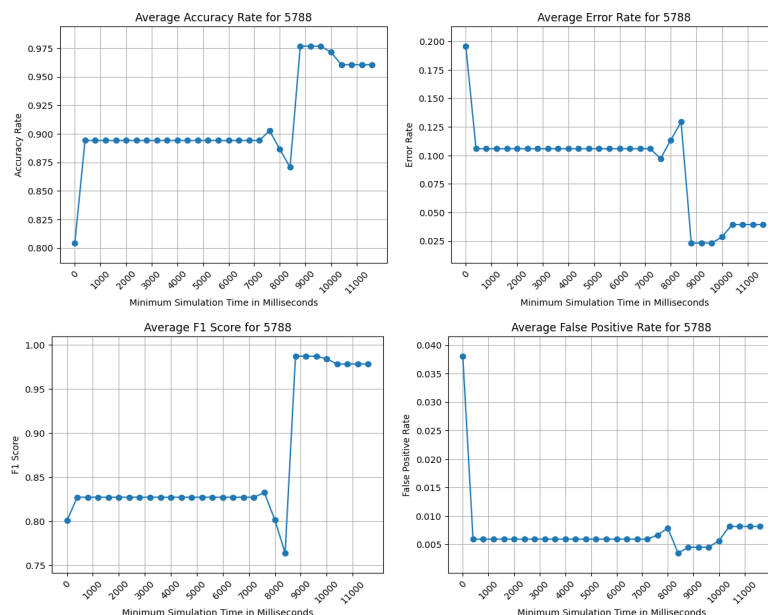 Average Accuracy Rate for 5788
Accuracy Rate
0.975
0.950
0.925
0.900
0.875
0.850
0.825
0.800
0 1000 2000 3000 4000 5000 6000 7000 8000 9000 10000 11000
Minimum Simulation Time in Milliseconds
Average Error Rate for 5788
Error Rate
0.200
0.175
0.150
0.125
0.100
0.075
0.050
0.025
0 1000 2000 3000 4000 5000 6000 7000 8000 9000 10000 11000
Minimum Simulation Time in Milliseconds
Average F1 Score for 5788
F1 Score
1.00
0.95
0.90
0.85
0.80
0.75
0 1000 2000 3000 4000 5000 6000 7000 8000 9000 10000 11000
Minimum Simulation Time in Milliseconds
Average False Positive Rate for 5788
False Positive Rate
0.040
0.035
0.030
0.025
0.020
0.015
0.010
0.005
0 1000 2000 3000 4000 5000 6000 7000 8000 9000 10000 11000
Minimum Simulation Time in Milliseconds